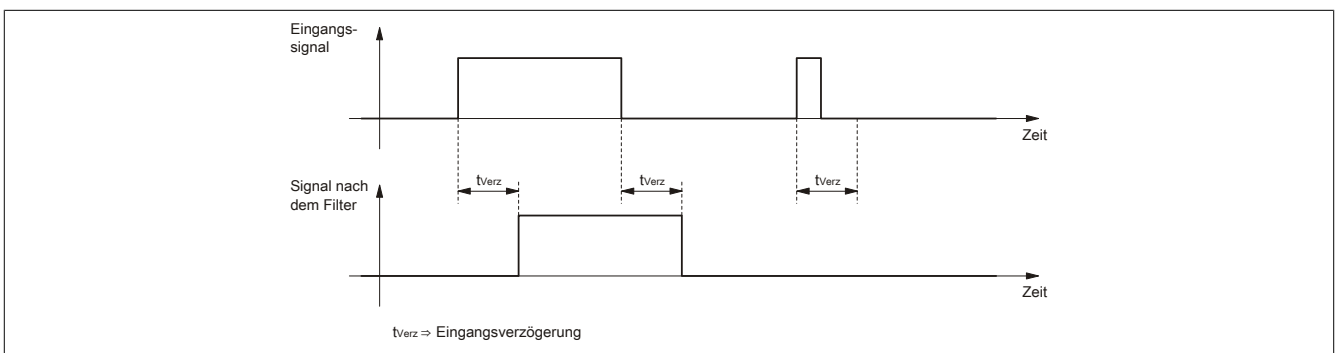 Eingangs-
signal
Zeit
tVerz
tVerz
tVerz
Signal nach
dem Filter
Zeit
tVerz ⇒ Eingangsverzögerung